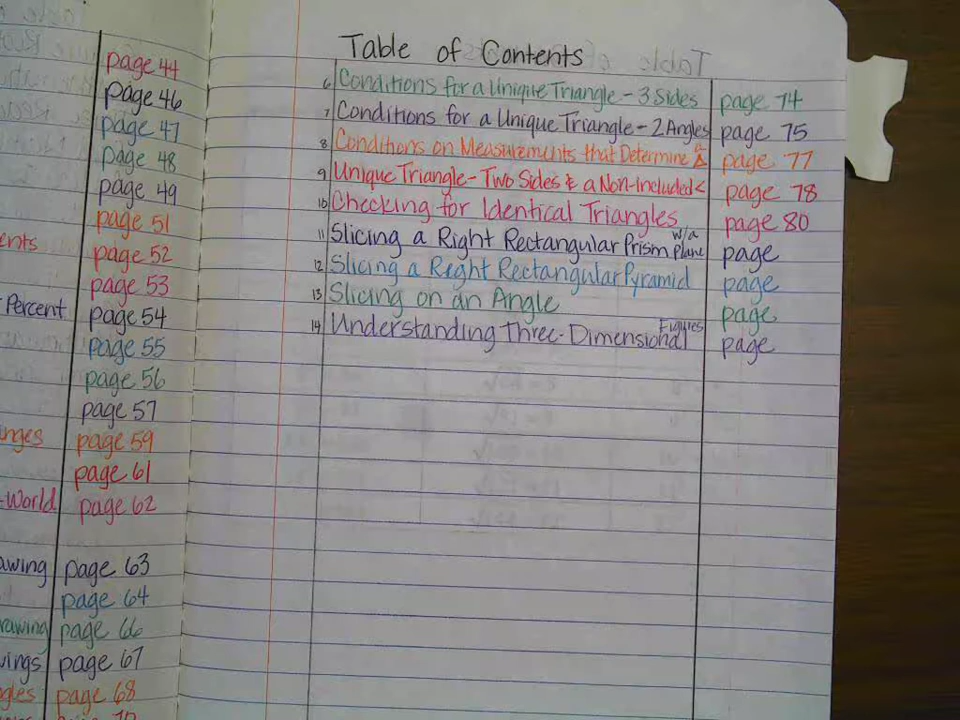 page 44
page 46
page 47
page 48
page 49
page 51
ents page 52
page 53
Percent page 54
page 55
page 56
page 57
nges page 59
page 61
-World page 62
awing page 63
page 64
rawing page 66
wings page 67
gles page 68
Table of Contents
6 Conditions for a Unique Triangle - 3 Sides page 74
7 Conditions for a Unique Triangle - 2 Angles page 75
8 Conditions on Measurements that Determine a △ page 77
9 Unique Triangle - Two Sides & a Non-Included < page 78
10 Checking for Identical Triangles page 80
11 Slicing a Right Rectangular Prism w/a plane page
12 Slicing a Right Rectangular Pyramid page
13 Slicing on an Angle page
14 Understanding Three-Dimensional Figures page